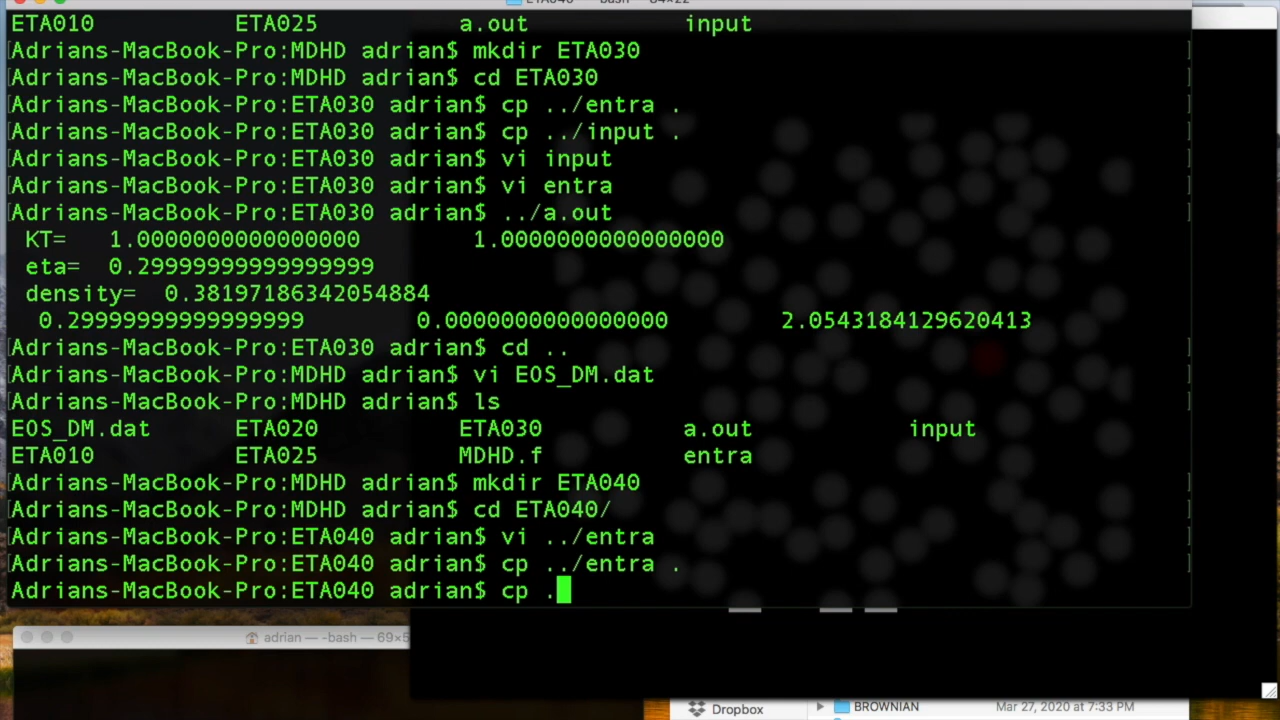 ETA010 ETA025 a.out input
[Adrians-MacBook-Pro:MDHD adrian$ mkdir ETA030 ]
[Adrians-MacBook-Pro:MDHD adrian$ cd ETA030 ]
[Adrians-MacBook-Pro:ETA030 adrian$ cp ../entra . ]
[Adrians-MacBook-Pro:ETA030 adrian$ cp ../input . ]
[Adrians-MacBook-Pro:ETA030 adrian$ vi input ]
[Adrians-MacBook-Pro:ETA030 adrian$ vi entra ]
[Adrians-MacBook-Pro:ETA030 adrian$ ../a.out ]
KT= 1.0000000000000000 1.0000000000000000
eta= 0.29999999999999999
density= 0.38197186342054884
0.299999999999999999 0.0000000000000000 2.0543184129620413
[Adrians-MacBook-Pro:ETA030 adrian$ cd .. ]
[Adrians-MacBook-Pro:MDHD adrian$ vi EOS_DM.dat ]
[Adrians-MacBook-Pro:MDHD adrian$ ls ]
EOS_DM.dat ETA020 ETA030 a.out input
ETA010 ETA025 MDHD.f entra
[Adrians-MacBook-Pro:MDHD adrian$ mkdir ETA040 ]
[Adrians-MacBook-Pro:MDHD adrian$ cd ETA040/ ]
[Adrians-MacBook-Pro:ETA040 adrian$ vi ../entra ]
[Adrians-MacBook-Pro:ETA040 adrian$ cp ../entra . ]
Adrians-MacBook-Pro:ETA040 adrian$ cp .
adrian — -bash — 69×5
Dropbox
BROWNIAN Mar 27, 2020 at 7:33 PM